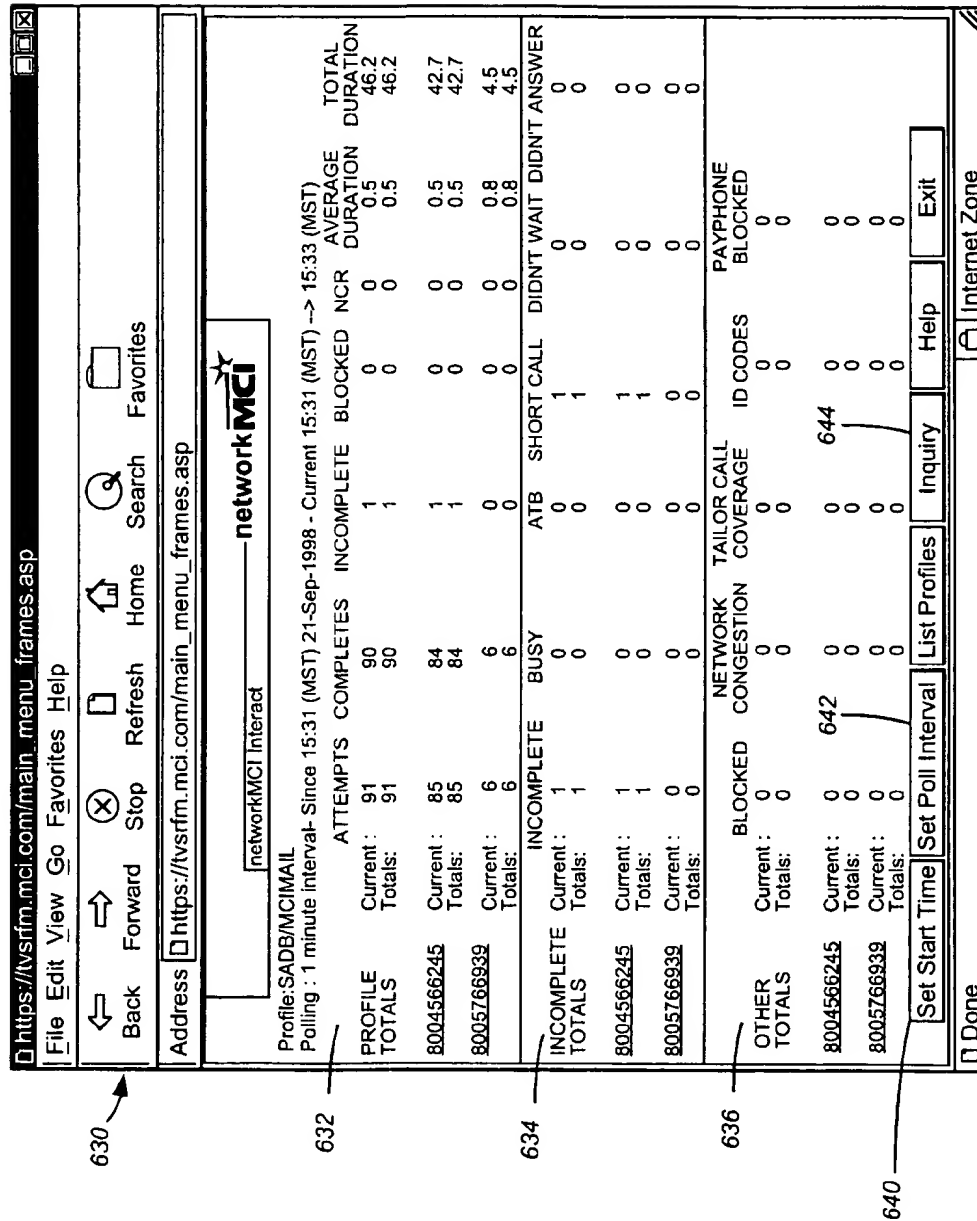 https://tvsrfm.mci.com/main_menu_frames.asp
File Edit View Go Favorites Help
Back Forward Stop Refresh Home Search Favorites
Address https://tvsrfm.mci.com/main_menu_frames.asp
networkMCI Interact networkMCI
Profile:SADB/MCIMAIL
Polling : 1 minute interval- Since 15:31 (MST) 21-Sep-1998 - Current 15:31 (MST) --> 15:33 (MST)
ATTEMPTS COMPLETES INCOMPLETE BLOCKED NCR AVERAGE DURATION TOTAL DURATION
PROFILE Current : 91 90 1 0 0 0.5 46.2
TOTALS Totals: 91 90 1 0 0 0.5 46.2
8004566245 Current : 85 84 1 0 0 0.5 42.7
Totals: 85 84 1 0 0 0.5 42.7
8005766939 Current : 6 6 0 0 0 0.8 4.5
Totals: 6 6 0 0 0 0.8 4.5
INCOMPLETE BUSY ATB SHORT CALL DIDN'T WAIT DIDN'T ANSWER
INCOMPLETE Current : 1 0 0 1 0 0
TOTALS Totals: 1 0 0 1 0 0
8004566245 Current : 1 0 0 1 0 0
Totals: 1 0 0 1 0 0
8005766939 Current : 0 0 0 0 0 0
Totals: 0 0 0 0 0 0
BLOCKED NETWORK CONGESTION TAILOR CALL COVERAGE ID CODES PAYPHONE BLOCKED
OTHER Current : 0 0 0 0 0
TOTALS Totals: 0 0 0 0 0
8004566245 Current : 0 0 0 0 0
Totals: 0 0 0 0 0
8005766939 Current : 0 0 0 0 0
Totals: 0 0 0 0 0
Set Start Time Set Poll Interval List Profiles Inquiry Help Exit
Done Internet Zone
630
632
634
636
640
642
644